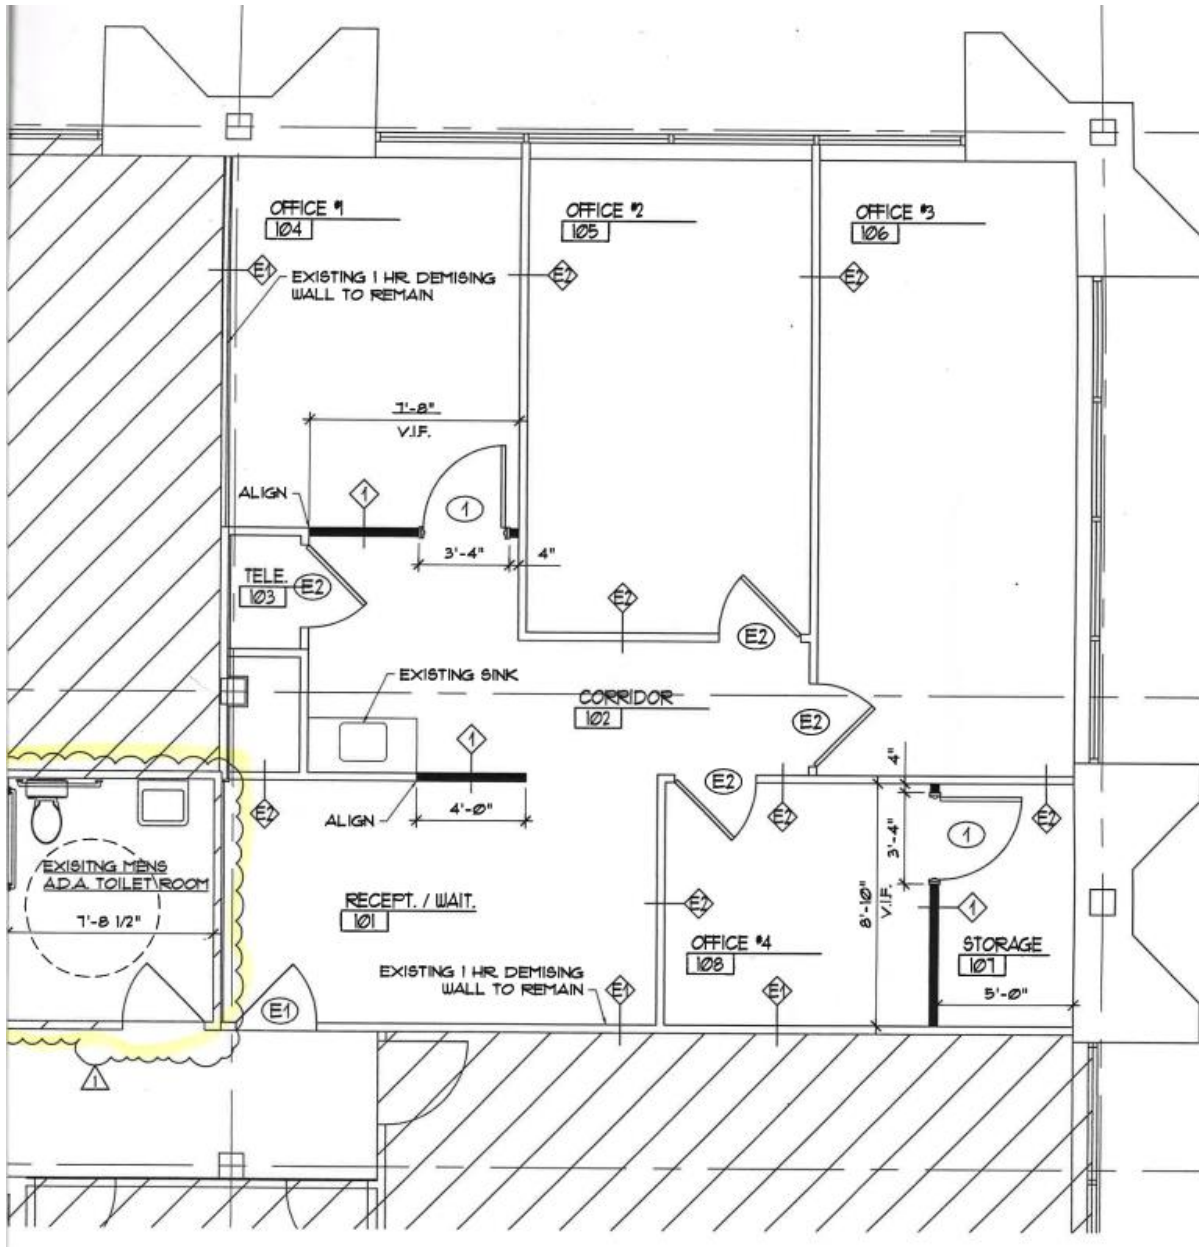 OFFICE #1
104
OFFICE #2
105
OFFICE #3
106
E1
E2
E2
EXISTING 1 HR. DEMISING
WALL TO REMAIN
7'-8"
V.I.F.
ALIGN
1
1
3'-4"
4"
TELE.
103
E2
E2
E2
EXISTING SINK
CORRIDOR
102
E2
1
E2
4"
E2
4'-0"
ALIGN
E2
3'-4"
1
E2
EXISITNG MENS
A.D.A. TOILET ROOM
7'-8 1/2"
RECEPT. / WAIT.
101
E2
8'-10"
V.I.F.
1
OFFICE #4
108
STORAGE
107
EXISTING 1 HR. DEMISING
WALL TO REMAIN
5'-0"
E1
E1
E1
1